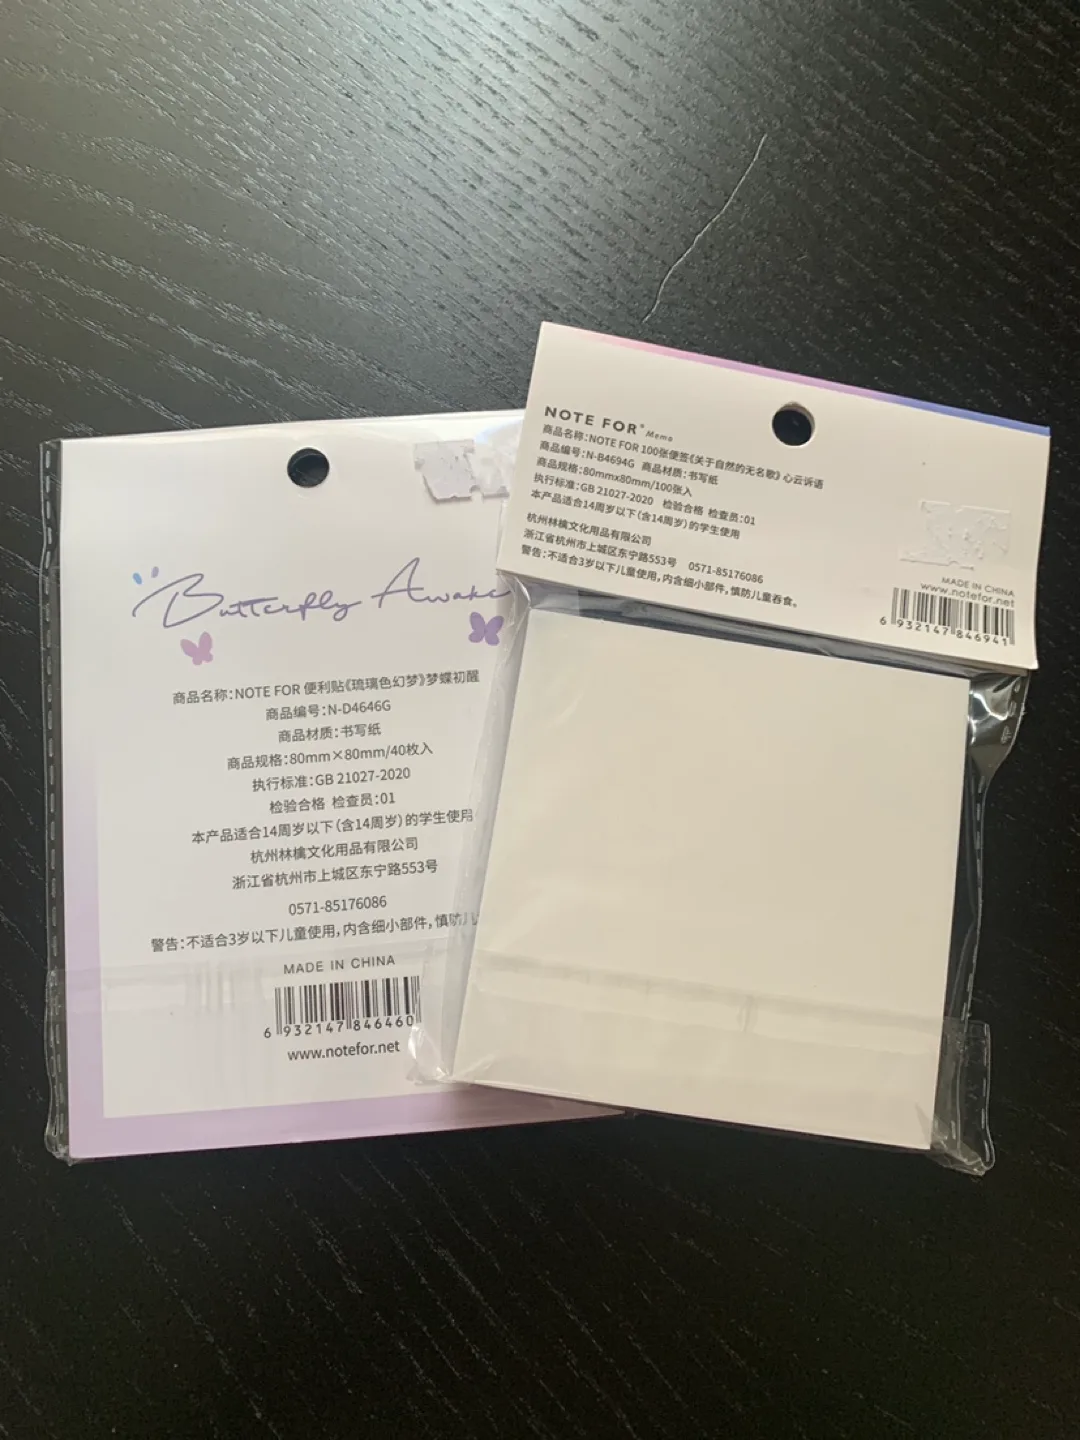 Butterfly Awake
商品名称：NOTE FOR 便利贴《琉璃色幻梦》梦蝶初醒
商品编号：N-D4646G
商品材质：书写纸
商品规格：80mm×80mm/40枚入
执行标准：GB 21027-2020
检验合格 检查员：01
本产品适合14周岁以下（含14周岁）的学生使用
杭州林檎文化用品有限公司
浙江省杭州市上城区东宁路553号
0571-85176086
警告：不适合3岁以下儿童使用，内含细小部件，慎防儿
MADE IN CHINA
6 932147 846460
www.notefor.net
NOTE FOR® Memo
商品名称：NOTE FOR 100张便签《关于自然的无名歌》心云诉语
商品编号：N-B4694G 商品材质：书写纸
商品规格：80mmx80mm/100张入
执行标准：GB 21027-2020 检验合格 检查员：01
本产品适合14周岁以下（含14周岁）的学生使用
杭州林檎文化用品有限公司
浙江省杭州市上城区东宁路553号 0571-85176086
警告：不适合3岁以下儿童使用，内含细小部件，慎防儿童吞食。
MADE IN CHINA
www.notefor.net
6 932147 846941